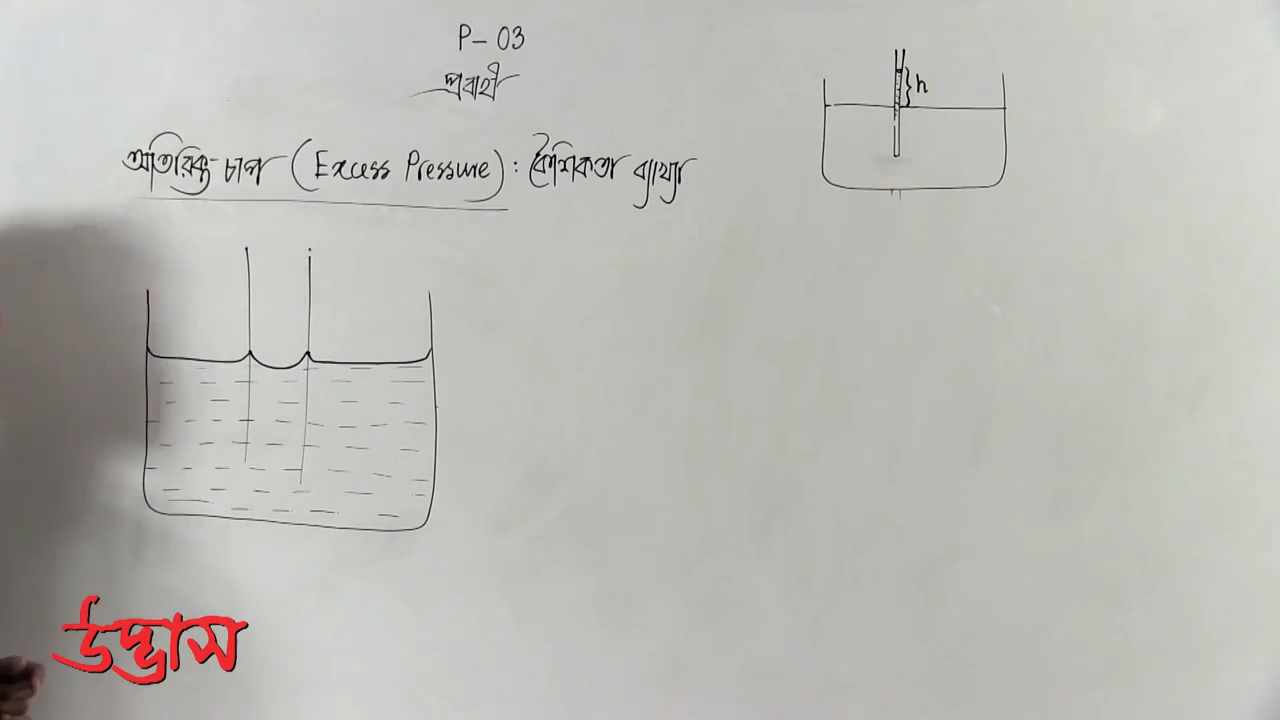 P- 03
প্রবাহী
h
অতিরিক্ত চাপ (Excess Pressure) : কৈশিকতা ব্যাখ্যা
উদ্ভাস